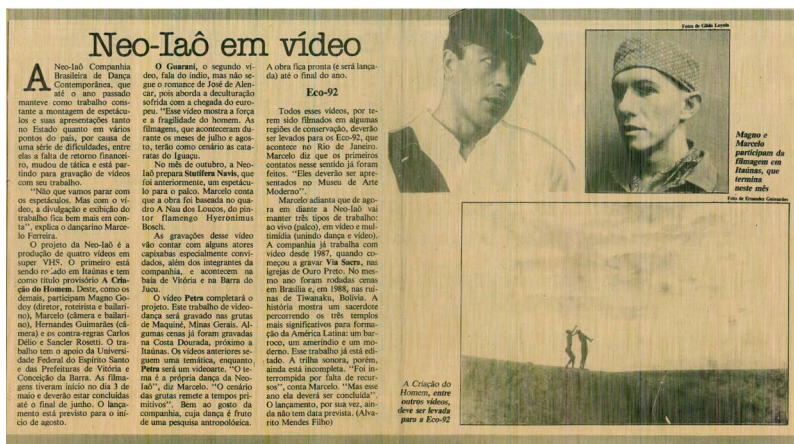 Neo-Iaô em vídeo
A Neo-Iaô Companhia
Brasileira de Dança
Contemporânea, que
até o ano passado
manteve como trabalho cons-
tante a montagem de espetácu-
los e suas apresentações tanto
no Estado quanto em vários
pontos do país, por causa de
uma série de dificuldades, entre
elas a falta de retorno financei-
ro, mudou de tática e está par-
tindo para gravação de vídeos
com seu trabalho.
"Não que vamos parar com
os espetáculos. Mas com o ví-
deo, a divulgação e exibição do
trabalho fica bem mais em con-
ta", explica o dançarino Marce-
lo Ferreira.
O projeto da Neo-Iaô é a
produção de quatro vídeos em
super VHS. O primeiro está
sendo rodado em Itaúnas e tem
como título provisório A Cria-
ção do Homem. Deste, como os
demais, participam Magno Go-
doy (diretor, roteirista e bailari-
no), Marcelo (câmera e bailari-
no), Hernandes Guimarães (câ-
mera) e os contra-regras Carlos
Délio e Sancler Rosetti. O tra-
balho tem o apoio da Universi-
dade Federal do Espírito Santo
e das Prefeituras de Vitória e
Conceição da Barra. As filma-
gens tiveram início no dia 3 de
maio e deverão estar concluídas
até o final de junho. O lança-
mento está previsto para o iní-
cio de agosto.
O Guarani, o segundo ví-
deo, fala do índio, mas não se-
gue o romance de José de Alen-
car, pois aborda a deculturação
sofrida com a chegada do euro-
peu. "Esse vídeo mostra a força
e a fragilidade do homem. As
filmagens, que aconteceram du-
rante os meses de julho e agos-
to, terão como cenário as cata-
ratas do Iguaçu.
No mês de outubro, a Neo-
Iaô prepara Stutífera Navis, que
foi anteriormente, um espetácu-
lo para o palco. Marcelo conta
que a obra foi baseada no qua-
dro A Nau dos Loucos, do pin-
tor flamengo Hyeronimus
Bosch.
As gravações desse vídeo
vão contar com alguns atores
capixabas especialmente convi-
dados, além dos integrantes da
companhia, e acontecem na
baía de Vitória e na Barra do
Jucu.
O vídeo Petra completará o
projeto. Este trabalho de vídeo-
dança será gravado nas grutas
de Maquiné, Minas Gerais. Al-
gumas cenas já foram gravadas
na Costa Dourada, próximo a
Itaúnas. Os vídeos anteriores se-
guem uma temática, enquanto
Petra será um videoarte. "O te-
ma é a própria dança da Neo-
Iaô", diz Marcelo. "O cenário
das grutas remete a tempos pri-
mitivos". Bem ao gosto da
companhia, cuja dança é fruto
de uma pesquisa antropológica.
A obra fica pronta (e será lança-
da) até o final do ano.
Eco-92
Todos esses vídeos, por te-
rem sido filmados em algumas
regiões de conservação, deverão
ser levados para os Eco-92, que
acontece no Rio de Janeiro.
Marcelo diz que os primeiros
contatos nesse sentido já foram
feitos. "Eles deverão ser apre-
sentados no Museu de Arte
Moderno".
Marcelo adianta que de ago-
ra em diante a Neo-Iaô vai
manter três tipos de trabalho:
ao vivo (palco), em vídeo e mul-
timídia (unindo dança e vídeo).
A companhia já trabalha com
vídeo desde 1987, quando co-
meçou a gravar Via Sacra, nas
igrejas de Ouro Preto. No mes-
mo ano foram rodadas cenas
em Brasília e, em 1988, nas ruí-
nas de Tiwanaku, Bolívia. A
história mostra um sacerdote
percorrendo os três templos
mais significativos para forma-
ção da América Latina: um bar-
roco, um ameríndio e um mo-
derno. Esse trabalho já está edi-
tado. A trilha sonora, porém,
ainda está incompleta. "Foi in-
terrompida por falta de recur-
sos", conta Marcelo. "Mas esse
ano ela deverá ser concluída".
O lançamento, por sua vez, ain-
da não tem data prevista. (Alva-
rito Mendes Filho)
Fotos de Gildo Loyola
Magno e
Marcelo
participam da
filmagem em
Itaúnas, que
termina
neste mês
Foto de Ernandes Guimarães
A Criação do
Homem, entre
outros vídeos,
deve ser levada
para a Eco-92